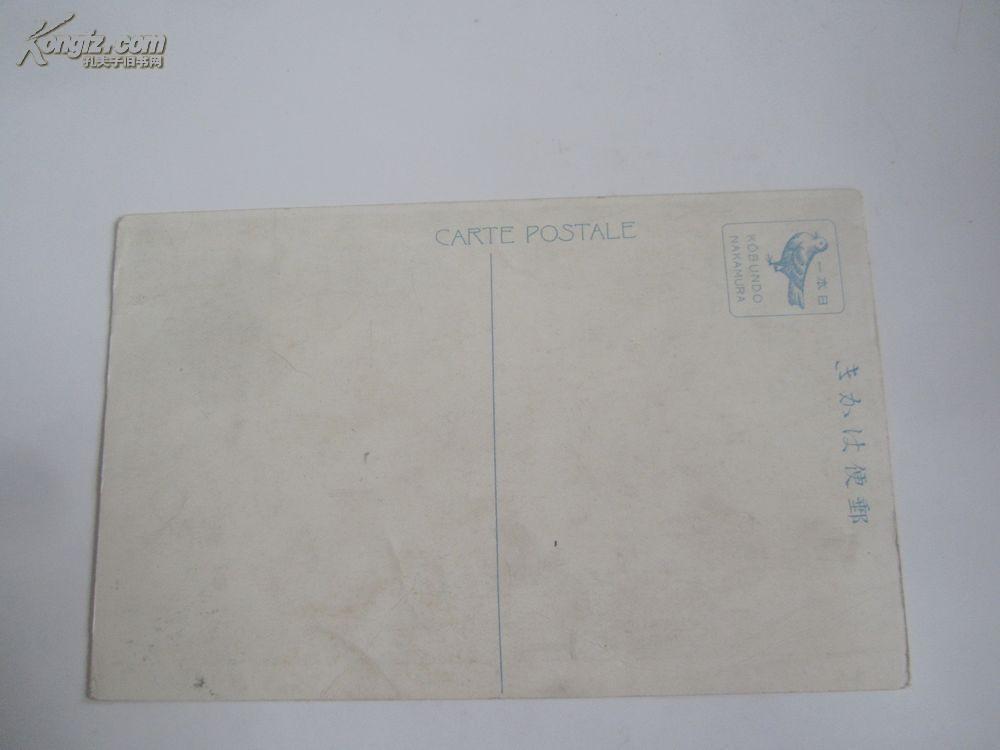 Kongfz.com
孔夫子旧书网
CARTE POSTALE
日本一
KŌBUNDO
NAKAMURA
郵便はかき